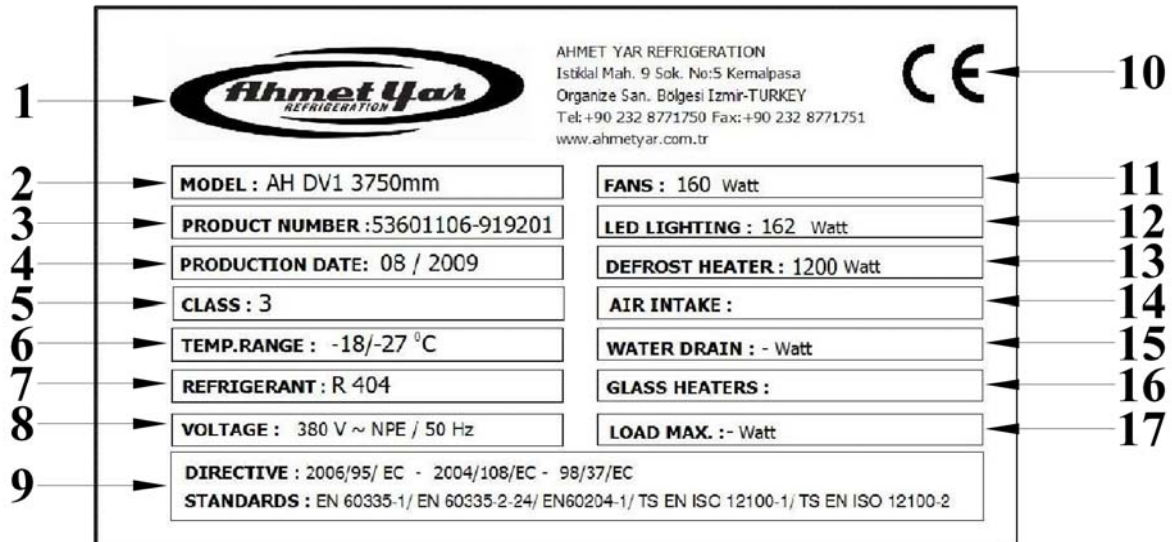 Ahmet Yar
REFRIGERATION
AHMET YAR REFRIGERATION
Istiklal Mah. 9 Sok. No:5 Kemalpasa
Organize San. Bölgesi Izmir-TURKEY
Tel:+90 232 8771750 Fax:+90 232 8771751
www.ahmetyar.com.tr
CE
1
10
2
MODEL : AH DV1 3750mm
FANS : 160 Watt
11
3
PRODUCT NUMBER :53601106-919201
LED LIGHTING : 162 Watt
12
4
PRODUCTION DATE: 08 / 2009
DEFROST HEATER : 1200 Watt
13
5
CLASS : 3
AIR INTAKE :
14
6
TEMP.RANGE : -18/-27 ⁰C
WATER DRAIN : - Watt
15
7
REFRIGERANT : R 404
GLASS HEATERS :
16
8
VOLTAGE : 380 V ~ NPE / 50 Hz
LOAD MAX. :- Watt
17
9
DIRECTIVE : 2006/95/ EC - 2004/108/EC - 98/37/EC
STANDARDS : EN 60335-1/ EN 60335-2-24/ EN60204-1/ TS EN ISO 12100-1/ TS EN ISO 12100-2